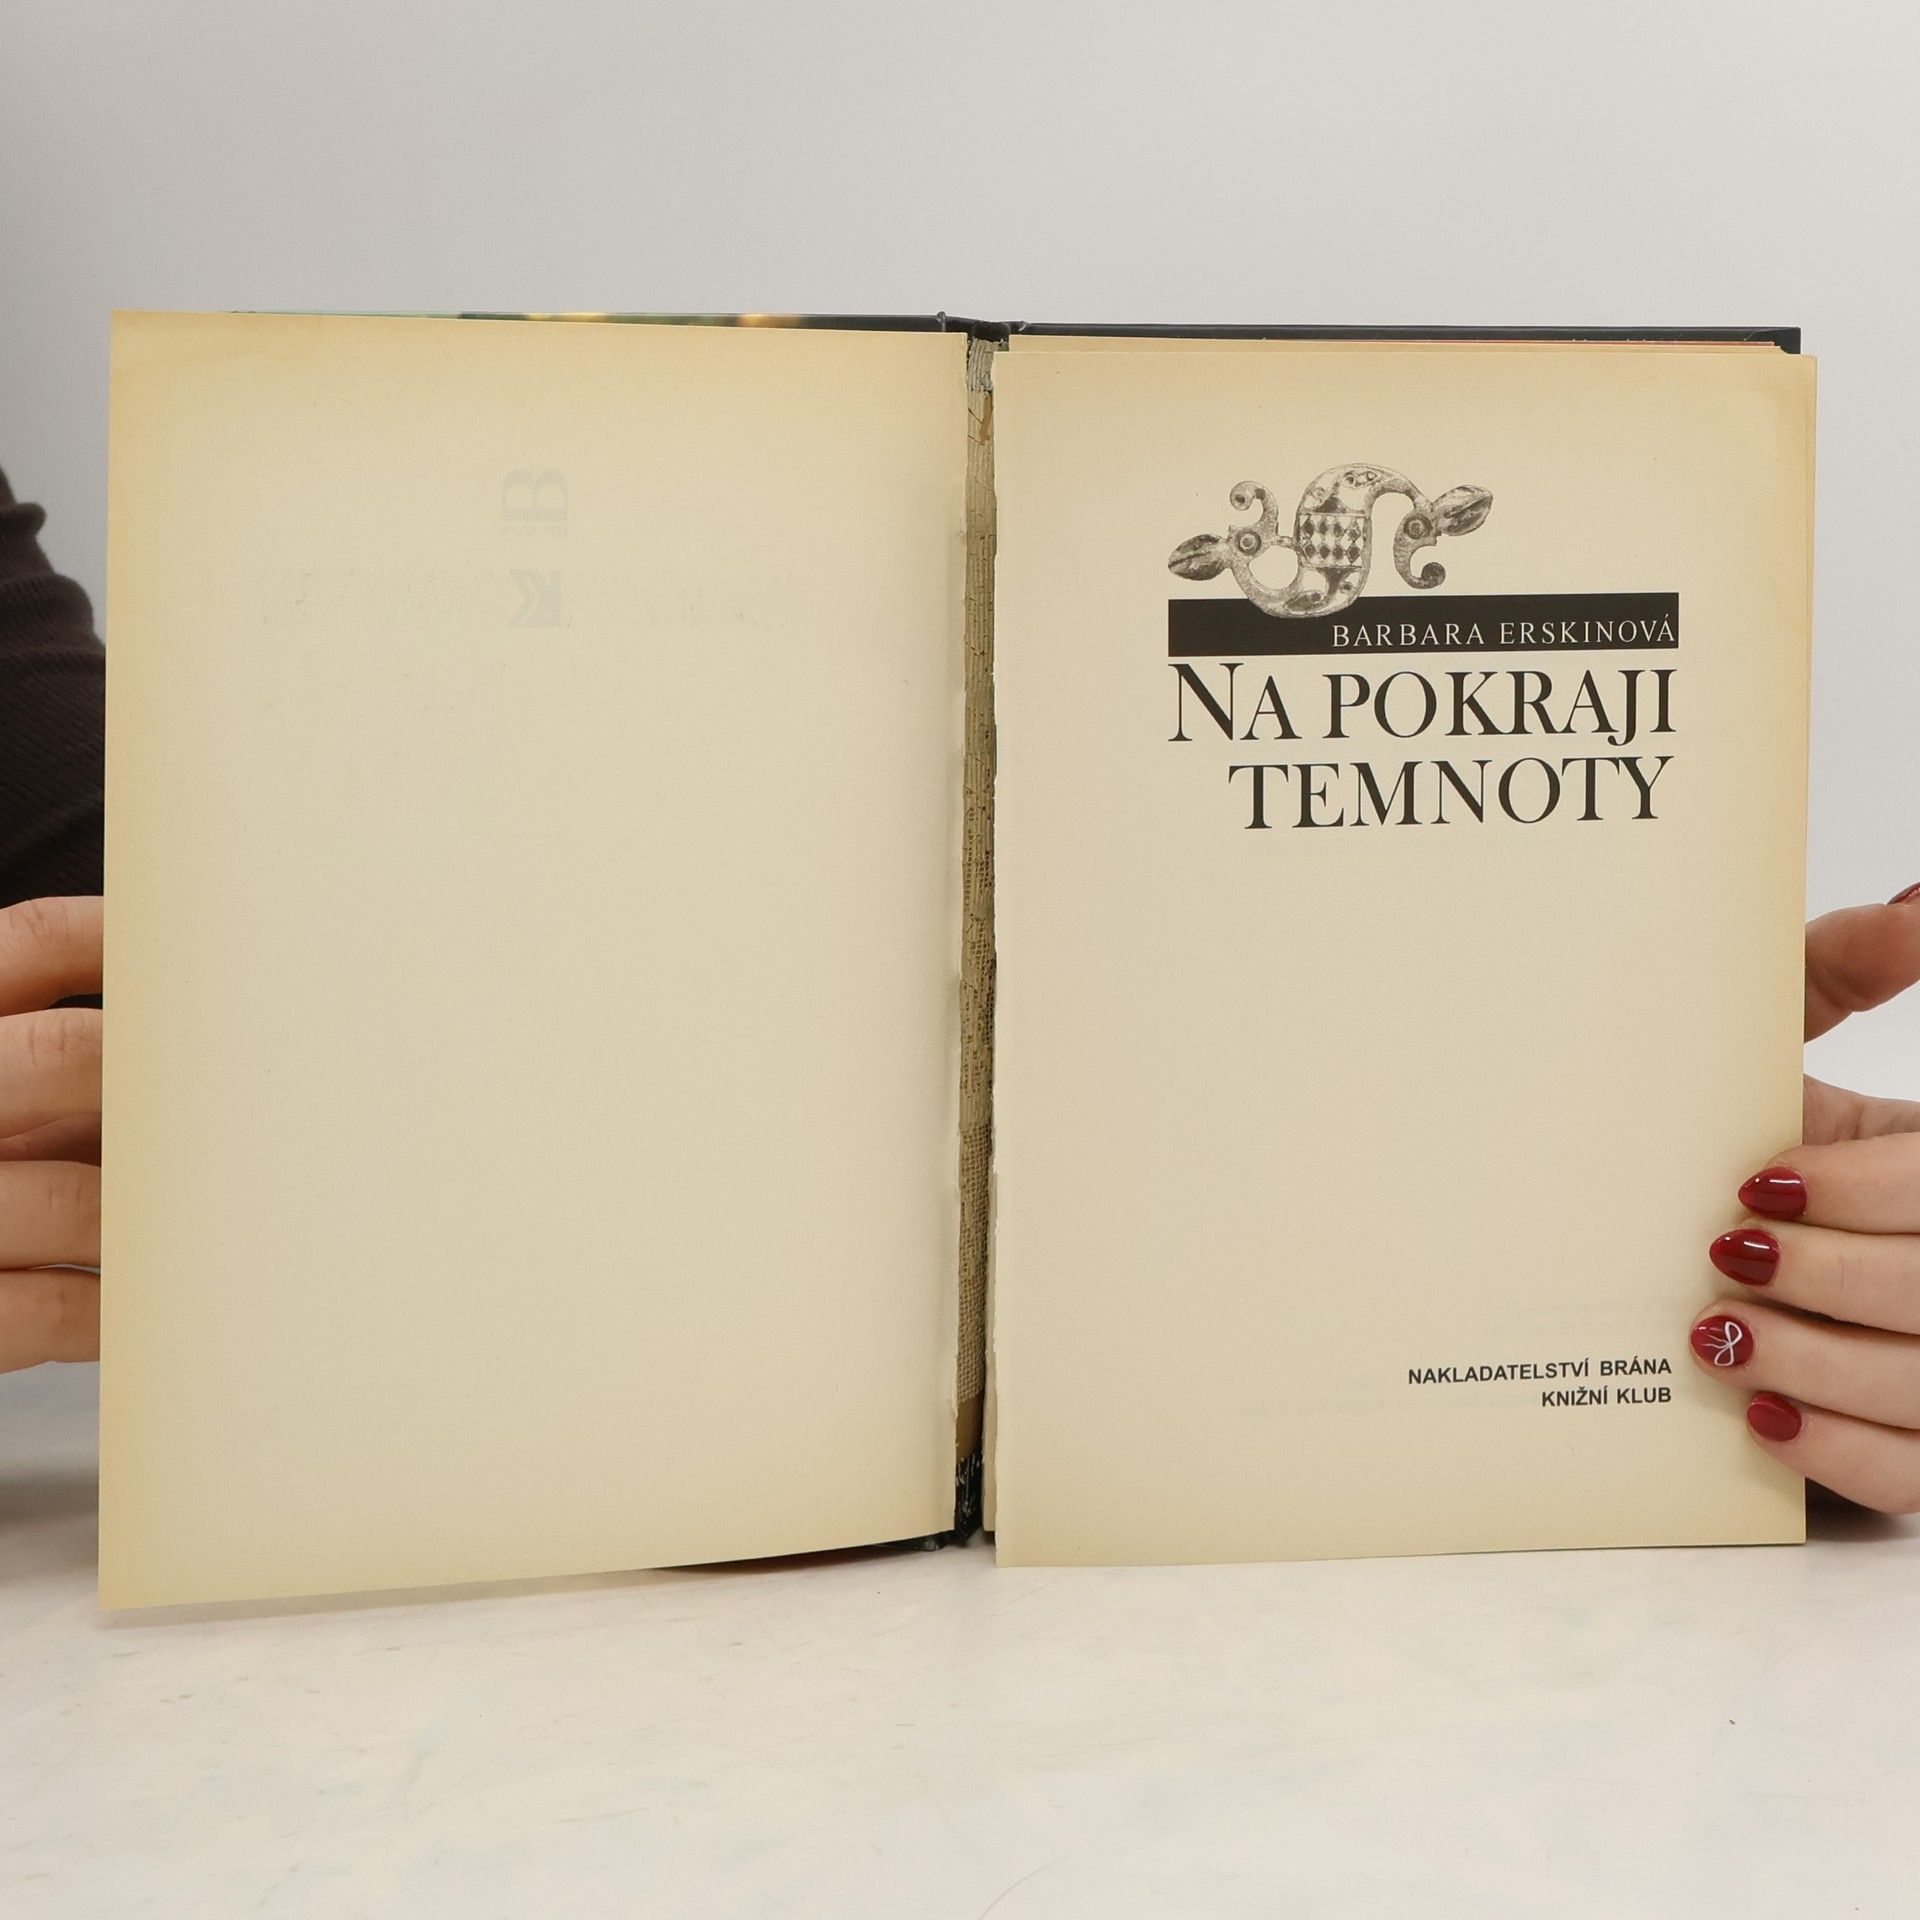 BARBARA ERSKINOVÁ
NA POKRAJI
TEMNOTY
NAKLADATELSTVÍ BRÁNA
KNIŽNÍ KLUB